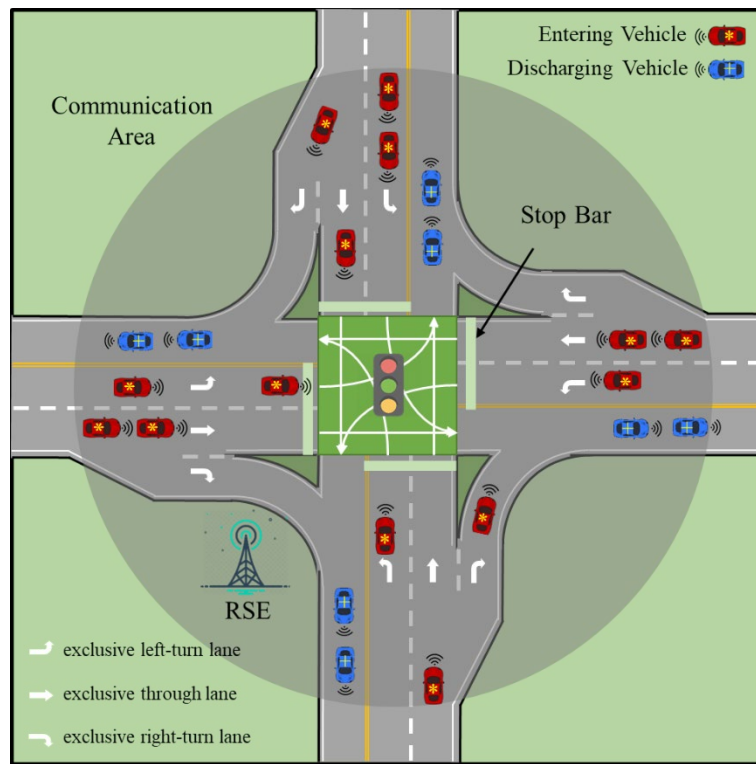 Entering Vehicle
Discharging Vehicle
Communication
Area
Stop Bar
RSE
exclusive left-turn lane
exclusive through lane
exclusive right-turn lane